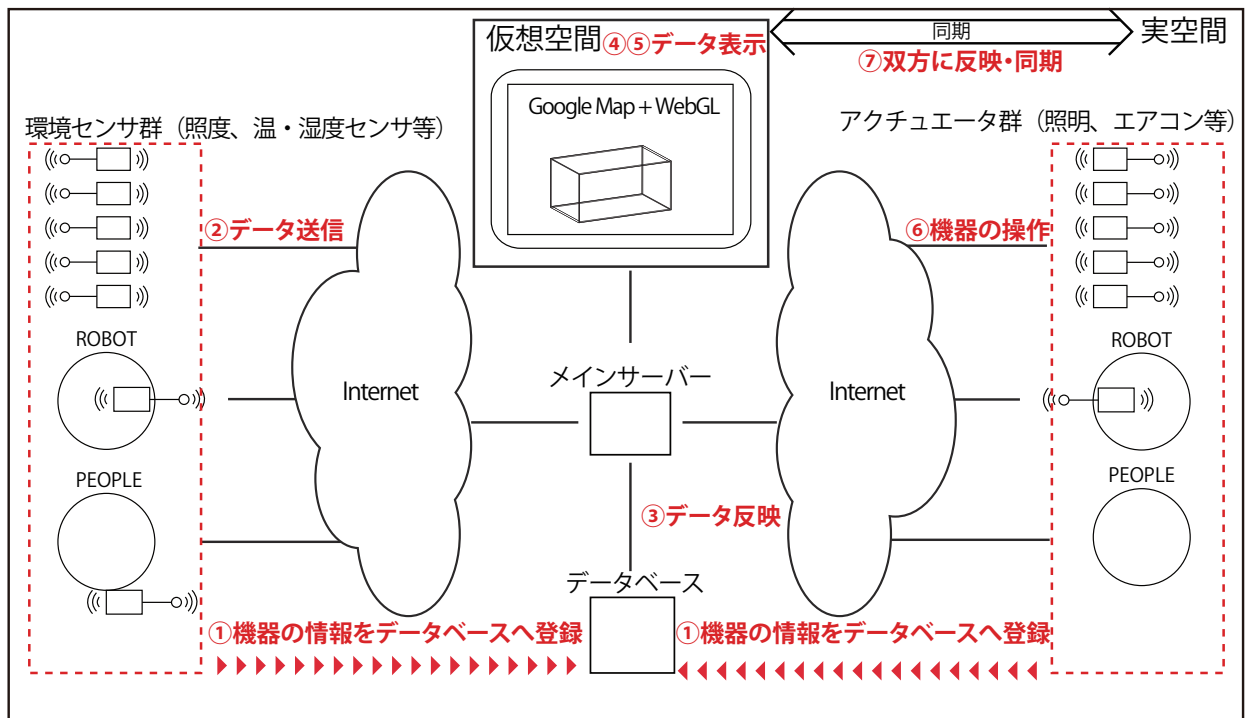 仮想空間④⑤データ表示
同期
実空間
⑦双方に反映・同期
Google Map + WebGL
環境センサ群（照度、温・湿度センサ等）
アクチュエータ群（照明、エアコン等）
②データ送信
⑥機器の操作
ROBOT
ROBOT
Internet
メインサーバー
Internet
PEOPLE
PEOPLE
③データ反映
データベース
①機器の情報をデータベースへ登録
①機器の情報をデータベースへ登録